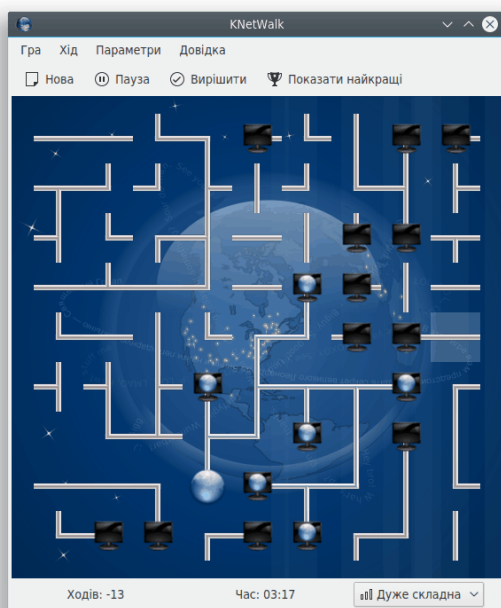 KNetWalk
Гра Хід Параметри Довідка
Нова Пауза Вирішити Показати найкращі
Ходів: -13 Час: 03:17 Дуже складна